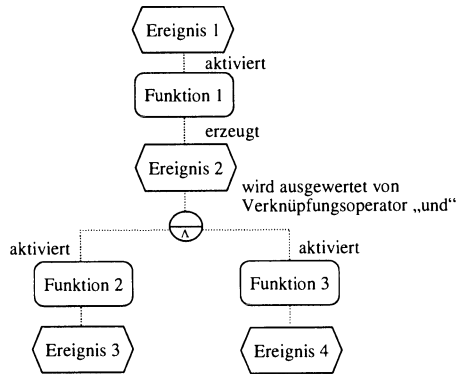 Ereignis 1
aktiviert
Funktion 1
erzeugt
Ereignis 2
wird ausgewertet von
Verknüpfungsoperator „und“
∧
aktiviert
aktiviert
Funktion 2
Funktion 3
Ereignis 3
Ereignis 4